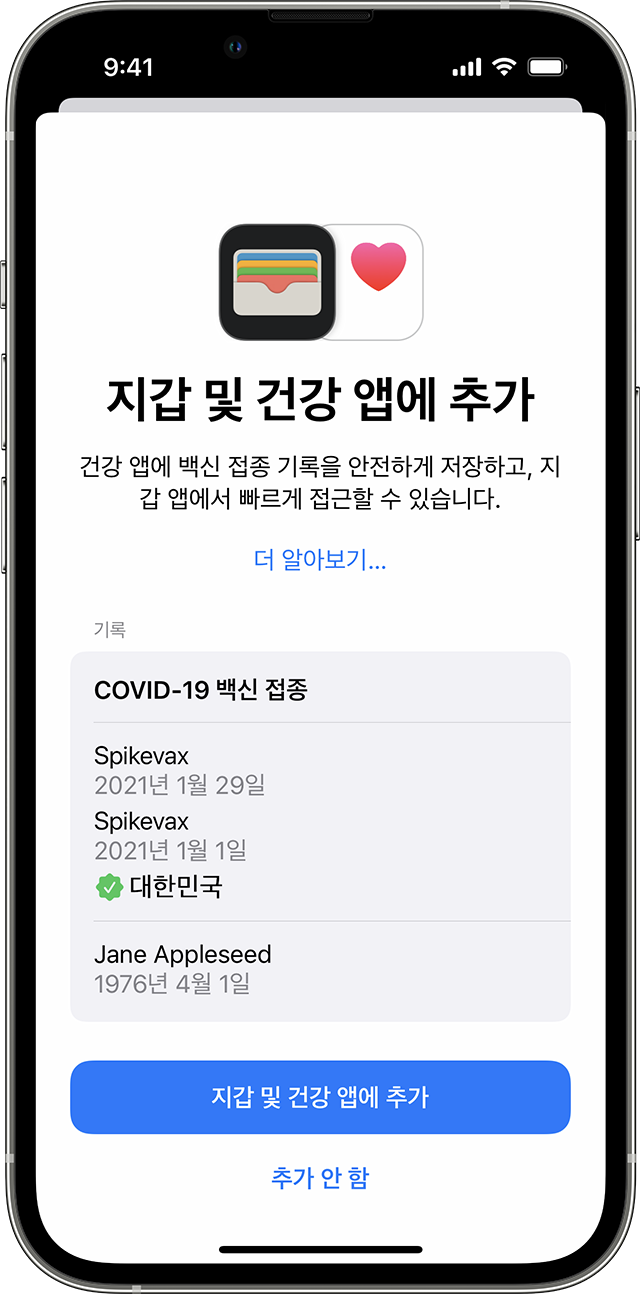 9:41
지갑 및 건강 앱에 추가
건강 앱에 백신 접종 기록을 안전하게 저장하고, 지
갑 앱에서 빠르게 접근할 수 있습니다.
더 알아보기...
기록
COVID-19 백신 접종
Spikevax
2021년 1월 29일
Spikevax
2021년 1월 1일
대한민국
Jane Appleseed
1976년 4월 1일
지갑 및 건강 앱에 추가
추가 안 함